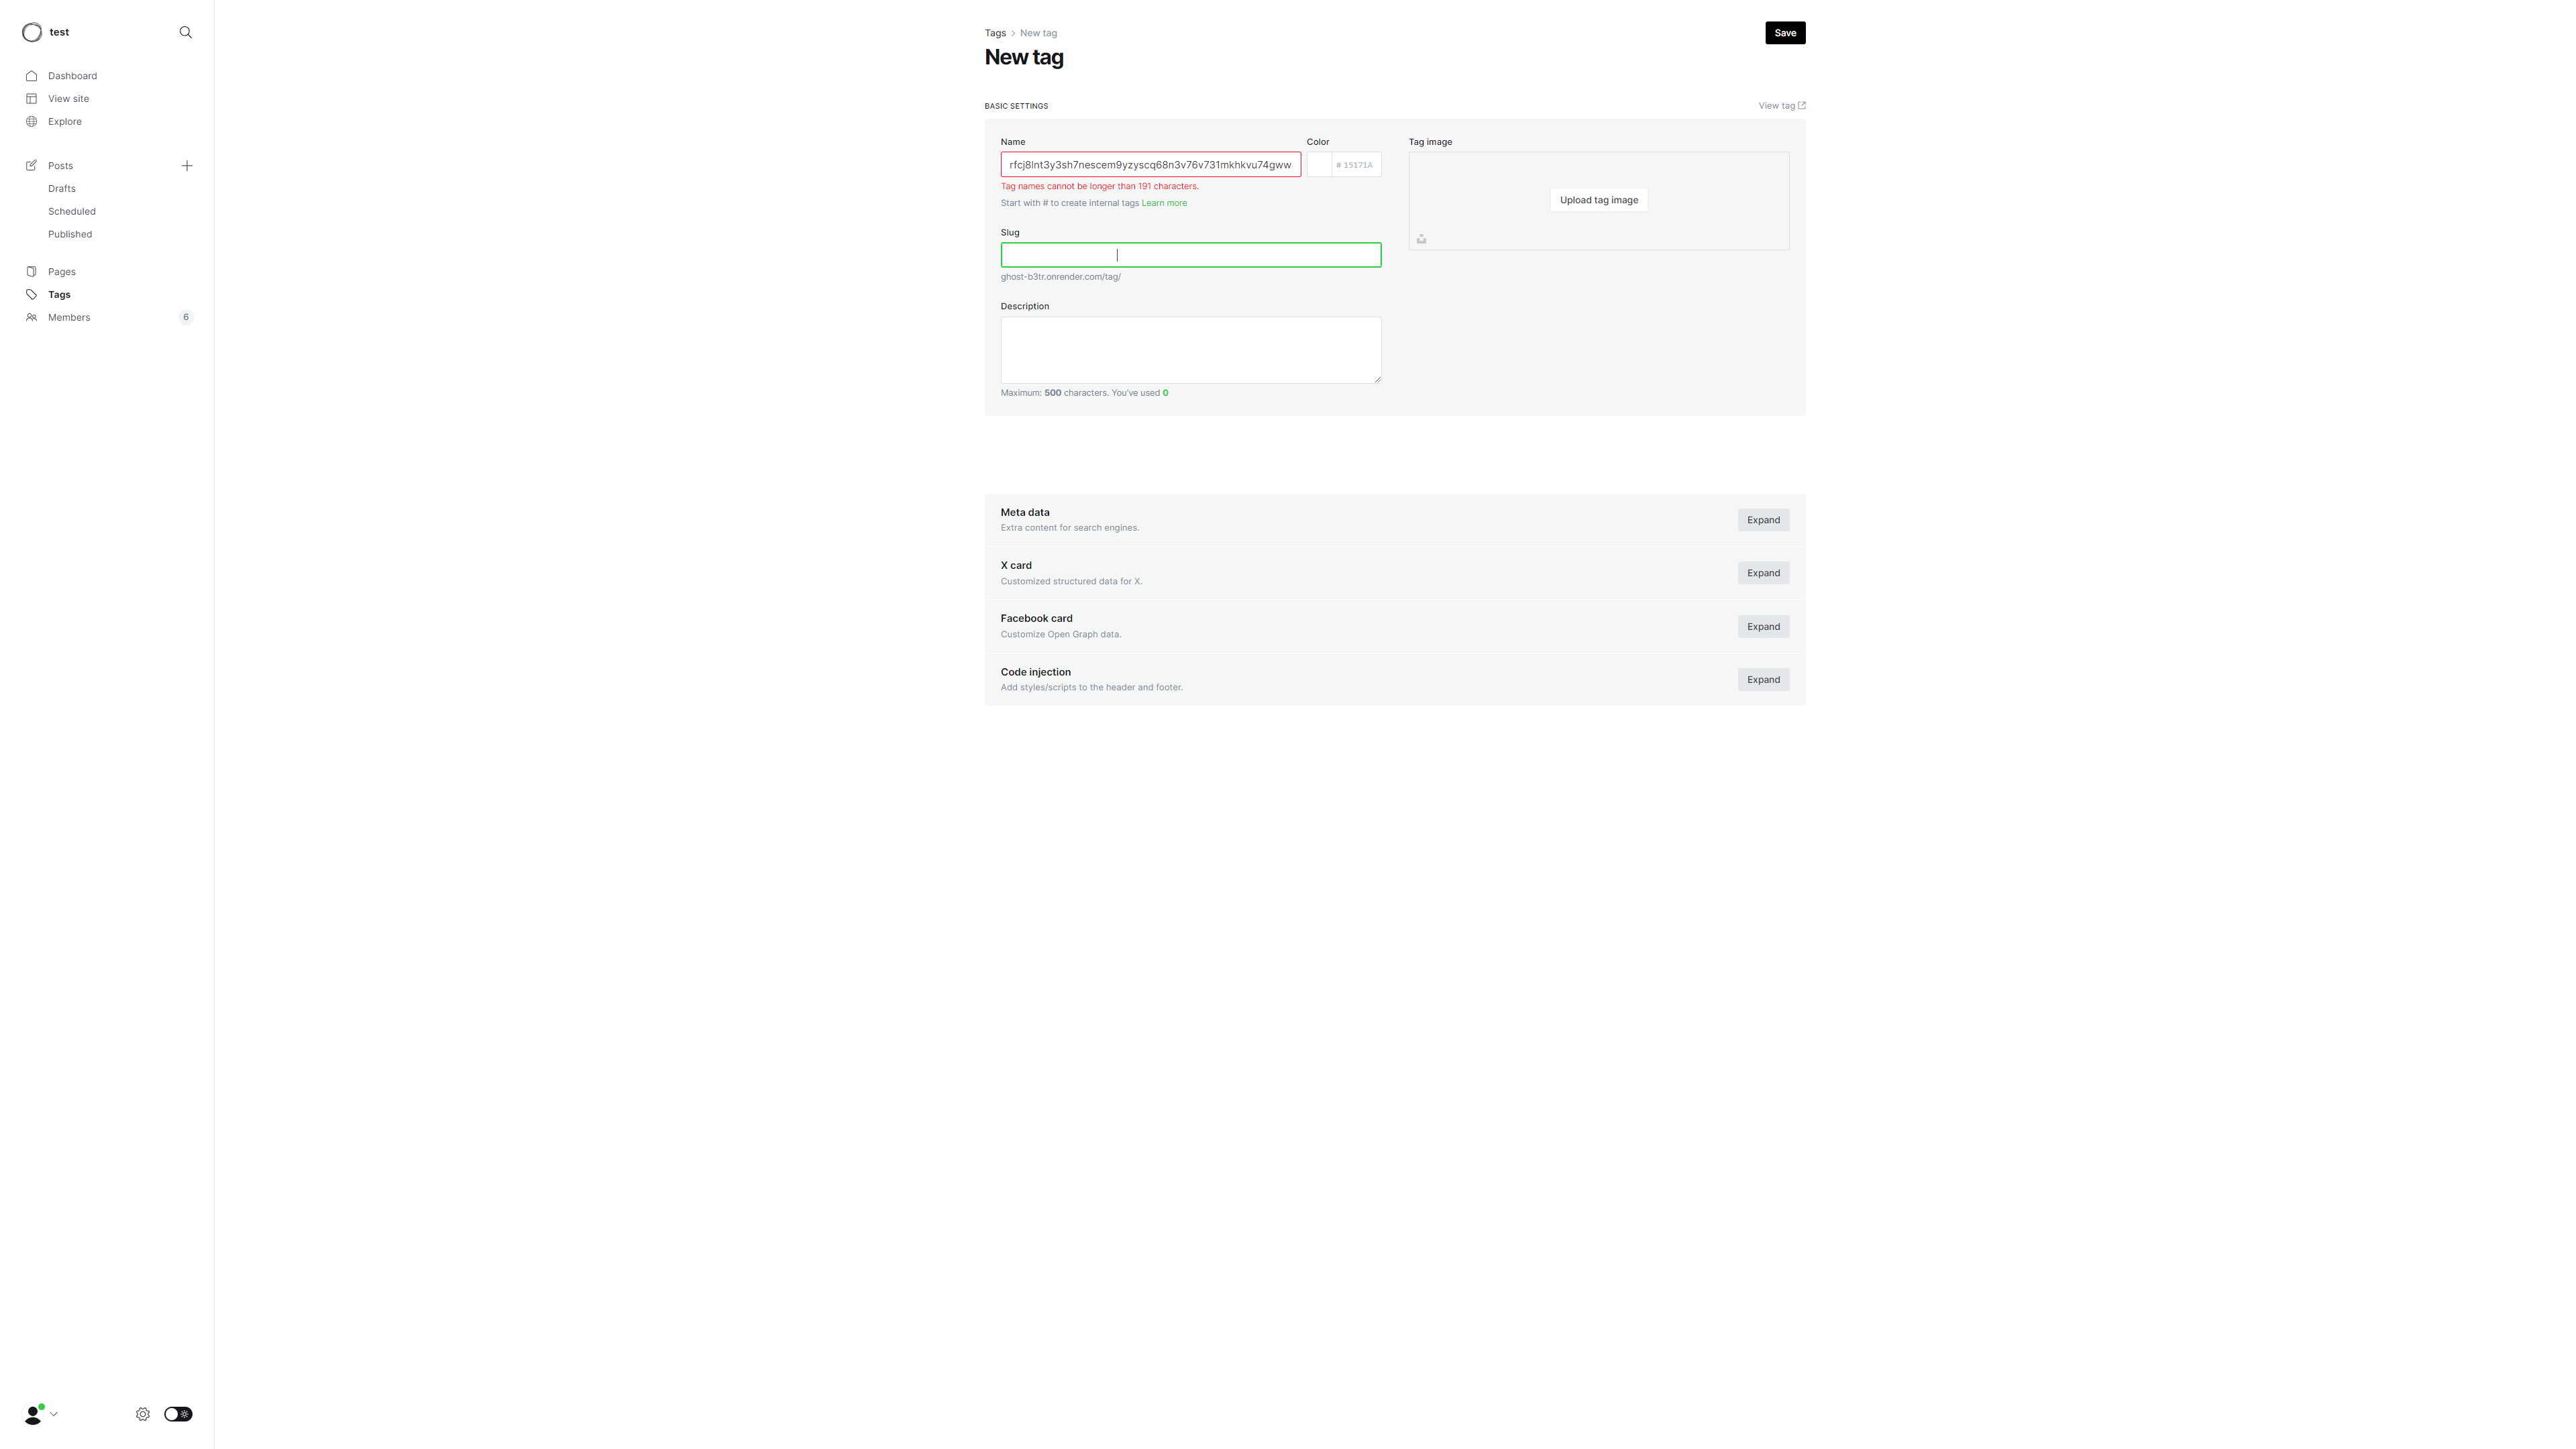 test
Dashboard
View site
Explore
Posts
Drafts
Scheduled
Published
Pages
Tags
Members
6
Tags > New tag
Save
New tag
BASIC SETTINGS
View tag
Name
Color
Tag image
rfcj8lnt3y3sh7nescem9yzyscq68n3v76v731mkhkvu74gww
# 15171A
Tag names cannot be longer than 191 characters.
Start with # to create internal tags Learn more
Upload tag image
Slug
ghost-b3tr.onrender.com/tag/
Description
Maximum: 500 characters. You've used 0
Meta data
Extra content for search engines.
Expand
X card
Customized structured data for X.
Expand
Facebook card
Customize Open Graph data.
Expand
Code injection
Add styles/scripts to the header and footer.
Expand